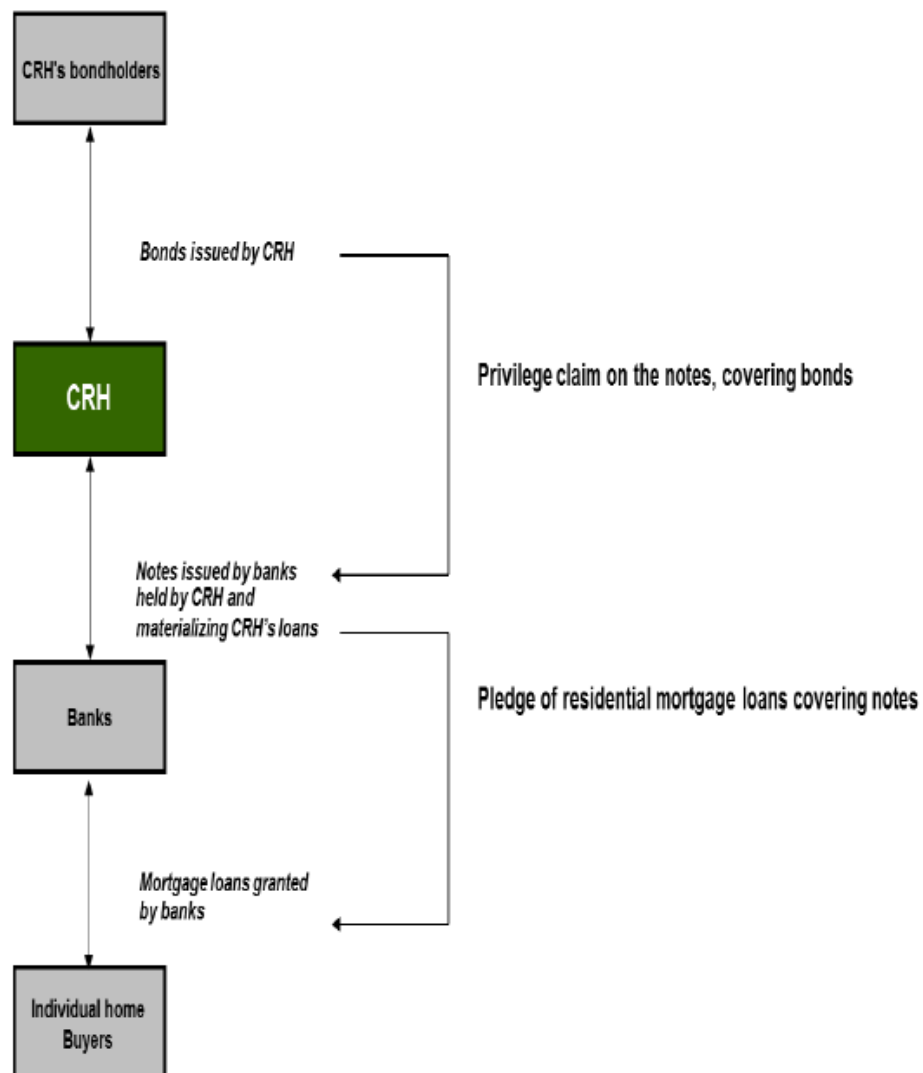 CRH's bondholders
Bonds issued by CRH
CRH
Privilege claim on the notes, covering bonds
Notes issued by banks
held by CRH and
materializing CRH's loans
Banks
Pledge of residential mortgage loans covering notes
Mortgage loans granted
by banks
Individual home
Buyers